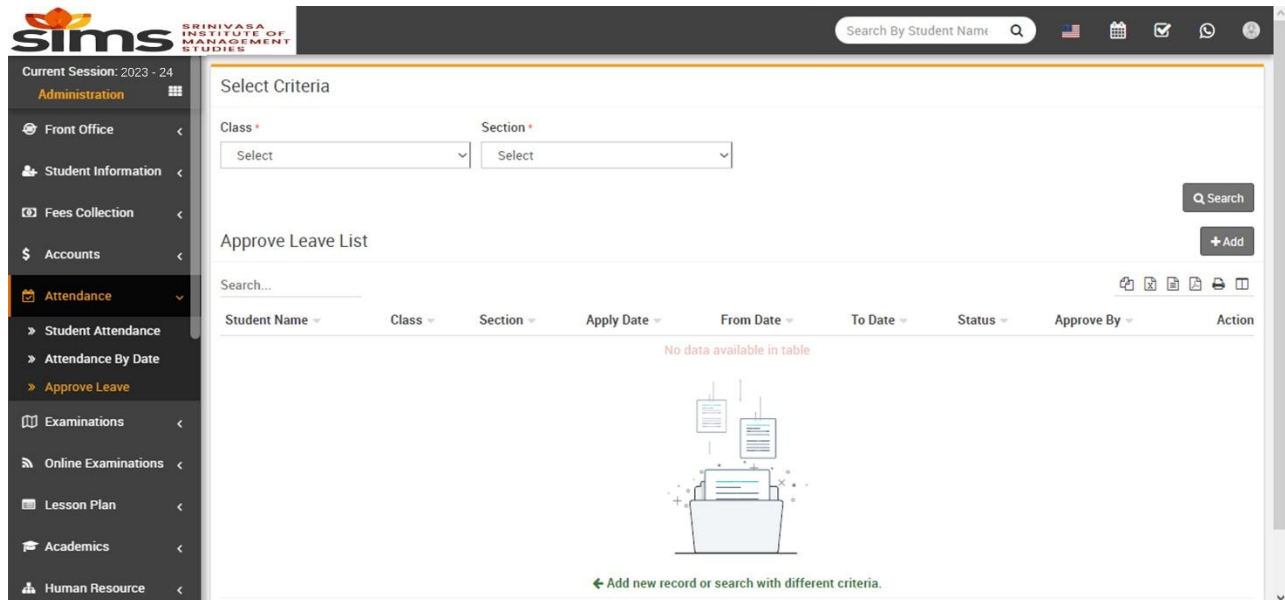 sims
SRINIVASA
INSTITUTE OF
MANAGEMENT
STUDIES
Search By Student Name
Current Session: 2023 - 24
Administration
Front Office
Student Information
Fees Collection
Accounts
Attendance
Student Attendance
Attendance By Date
Approve Leave
Examinations
Online Examinations
Lesson Plan
Academics
Human Resource
Select Criteria
Class * Section *
Select Select
Search
Approve Leave List
+ Add
Search...
Student Name Class Section Apply Date From Date To Date Status Approve By Action
No data available in table
Add new record or search with different criteria.